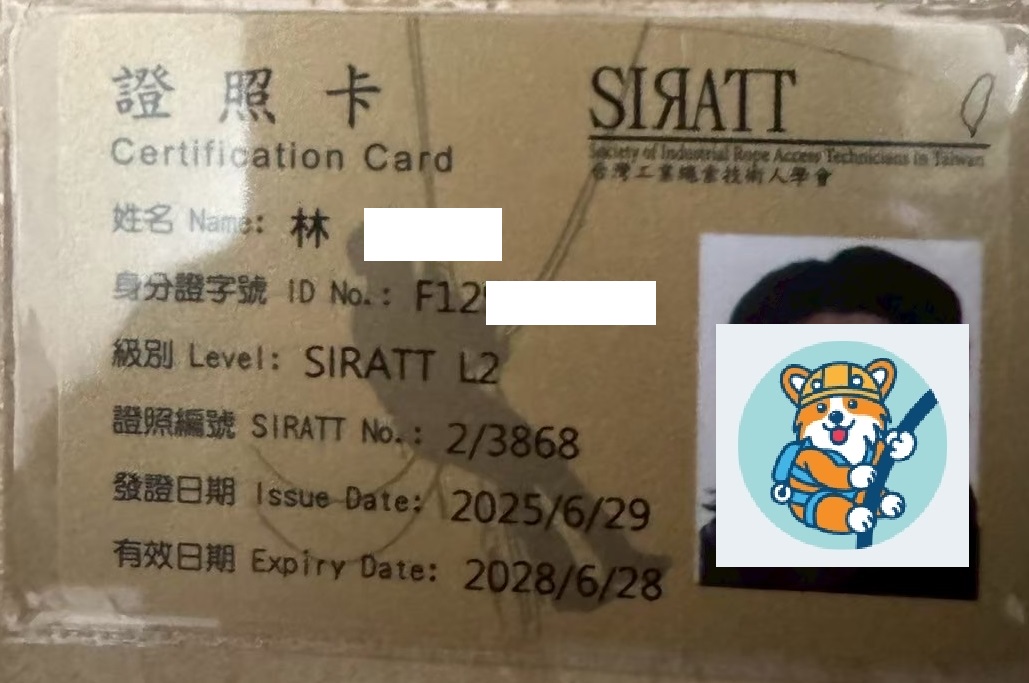 證照卡
Certification Card
SIRATT
Society of Industrial Rope Access Technicians in Taiwan
台灣工業繩索技術人學會
姓名 Name: 林
身分證字號 ID No.: F12
級別 Level: SIRATT L2
證照編號 SIRATT No.: 2/3868
發證日期 Issue Date: 2025/6/29
有效日期 Expiry Date: 2028/6/28